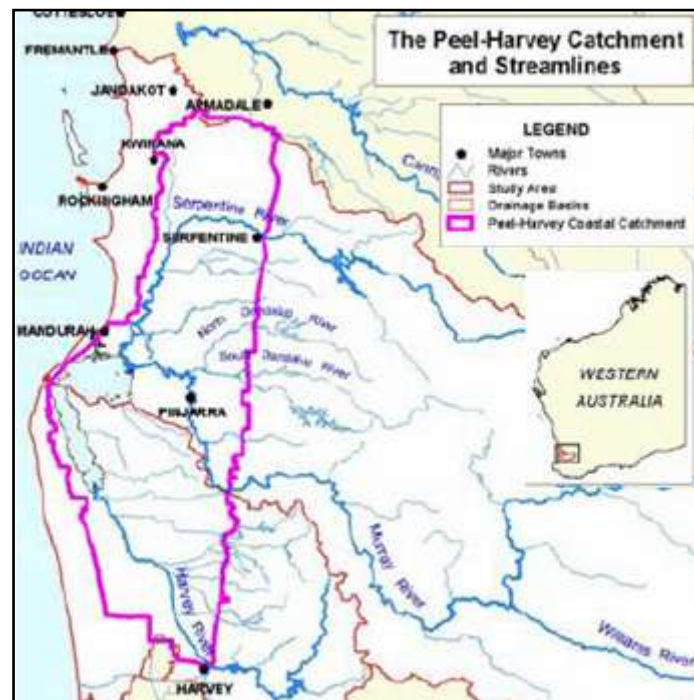 COTTESLOE
FREMANTLE
The Peel-Harvey Catchment
and Streamlines
JANDAKOT
ARMADALE
LEGEND
Major Towns
Rivers
Study Area
Drainage Basins
Peel-Harvey Coastal Catchment
KWINANA
ROCKINGHAM
Serpentine River
SERPENTINE
INDIAN
OCEAN
North Dandalup River
MANDURAH
South Dandalup River
PINJARRA
WESTERN
AUSTRALIA
Murray River
Harvey River
Williams River
HARVEY